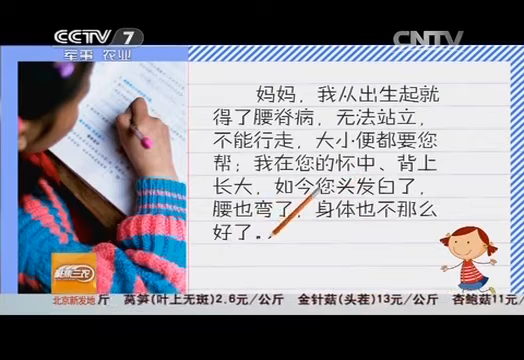 CCTV 7
军事 农业
CNTV
妈妈，我从出生起就
得了腰脊病，无法站立，
不能行走，大小便都要您
帮；我在您的怀中、背上
长大，如今您头发白了，
腰也弯了，身体也不那么
好了。
聚焦三农
北京新发地 斤 莴笋(叶上无斑)2.6元/公斤 金针菇(头茬)13元/公斤 杏鲍菇11元/